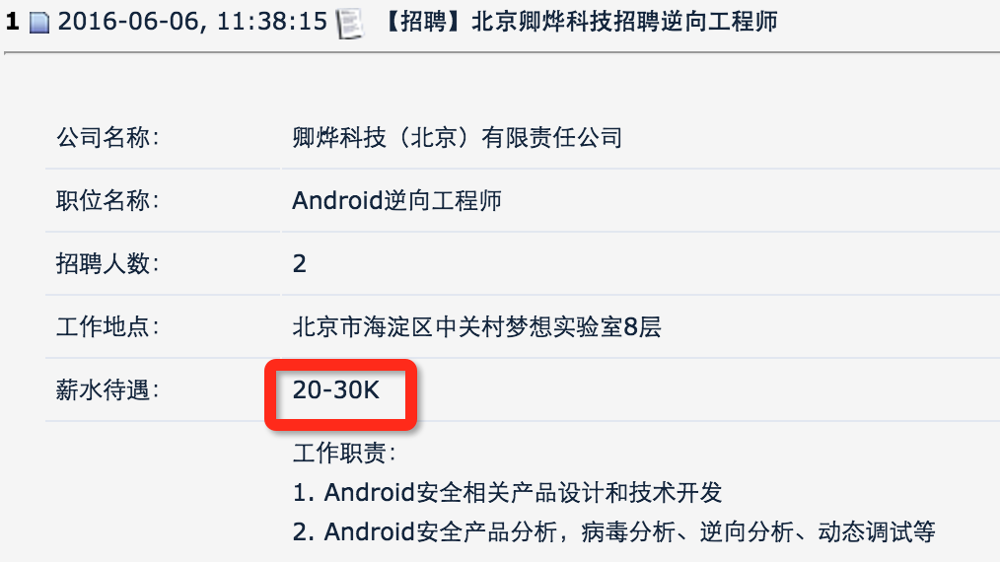 1 2016-06-06, 11:38:15 【招聘】北京卿烨科技招聘逆向工程师
公司名称: 卿烨科技（北京）有限责任公司
职位名称: Android逆向工程师
招聘人数: 2
工作地点: 北京市海淀区中关村梦想实验室8层
薪水待遇: 20-30K
工作职责:
1. Android安全相关产品设计和技术开发
2. Android安全产品分析，病毒分析、逆向分析、动态调试等